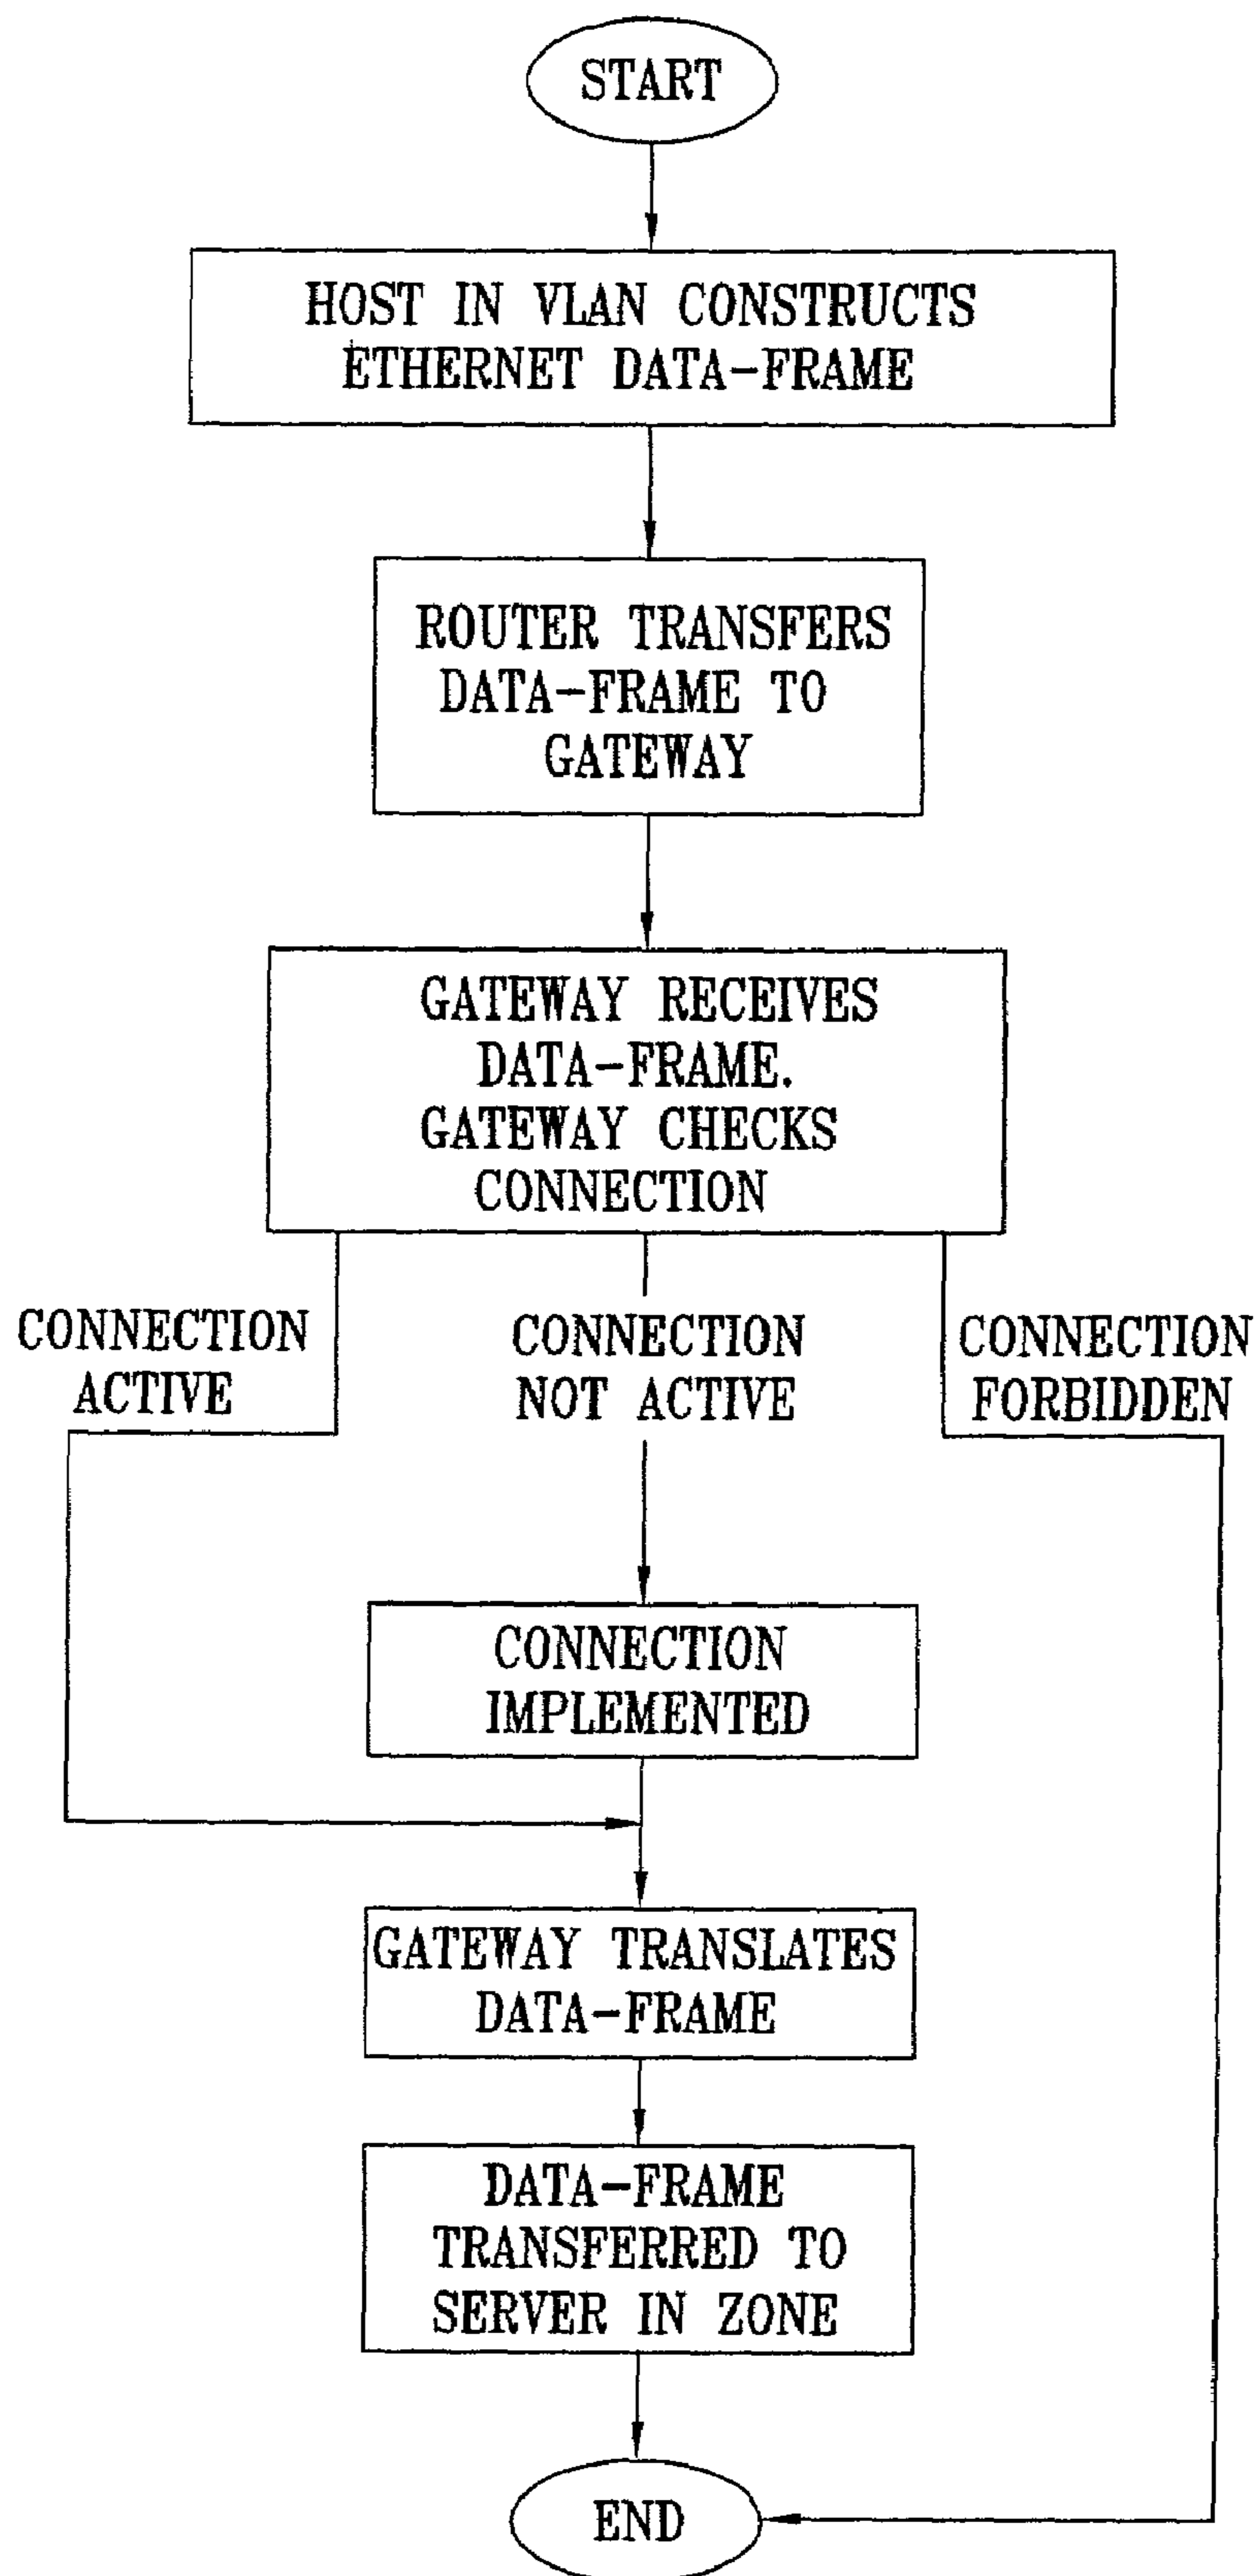 START
HOST IN VLAN CONSTRUCTS
ETHERNET DATA-FRAME
ROUTER TRANSFERS
DATA-FRAME TO
GATEWAY
GATEWAY RECEIVES
DATA-FRAME.
GATEWAY CHECKS
CONNECTION
CONNECTION
ACTIVE
CONNECTION
NOT ACTIVE
CONNECTION
FORBIDDEN
CONNECTION
IMPLEMENTED
GATEWAY TRANSLATES
DATA-FRAME
DATA-FRAME
TRANSFERRED TO
SERVER IN ZONE
END